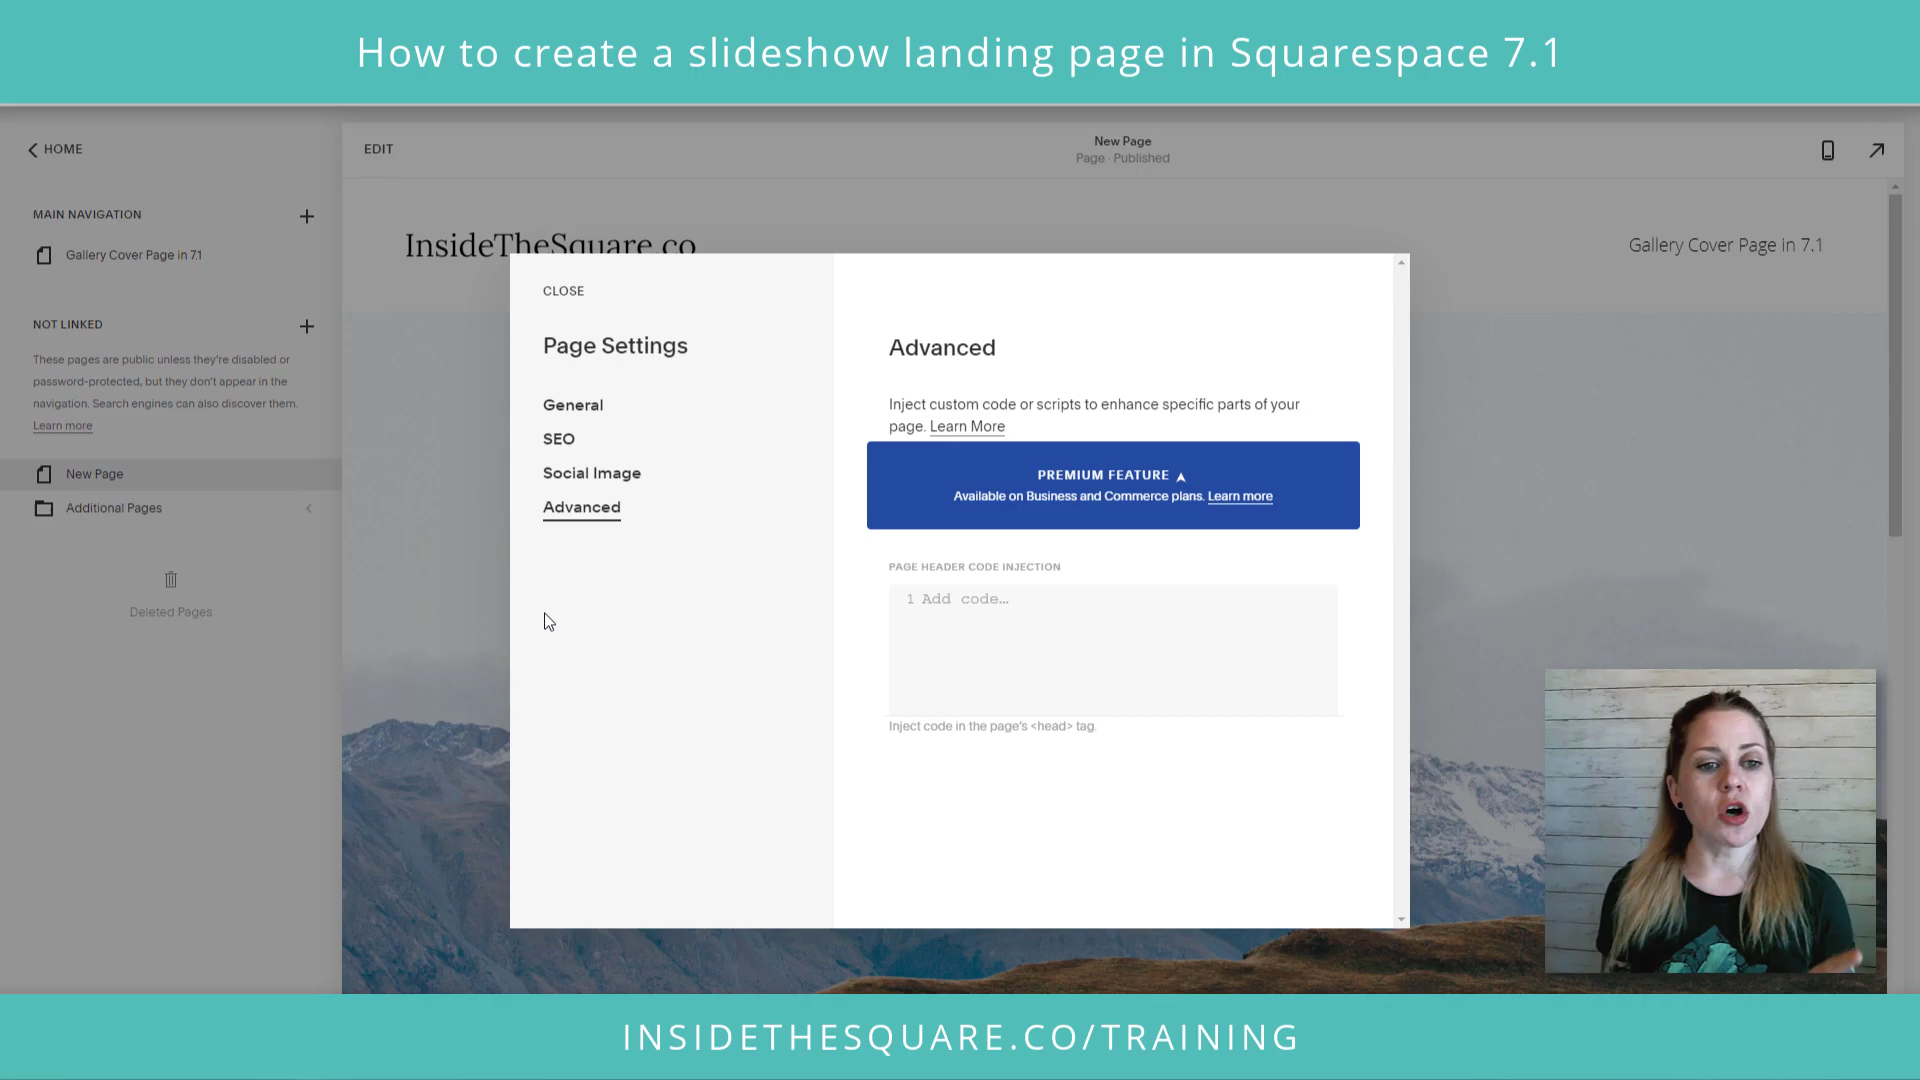 How to create a slideshow landing page in Squarespace 7.1
HOME
EDIT
New Page
Page · Published
MAIN NAVIGATION
Gallery Cover Page in 7.1
InsideTheSquare.co
Gallery Cover Page in 7.1
NOT LINKED
These pages are public unless they're disabled or
password-protected, but they don't appear in the
navigation. Search engines can also discover them.
Learn more
New Page
Additional Pages
Deleted Pages
CLOSE
Page Settings
General
SEO
Social Image
Advanced
Advanced
Inject custom code or scripts to enhance specific parts of your
page. Learn More
PREMIUM FEATURE
Available on Business and Commerce plans. Learn more
PAGE HEADER CODE INJECTION
1 Add code...
Inject code in the page's <head> tag.
INSIDETHESQUARE.CO/TRAINING